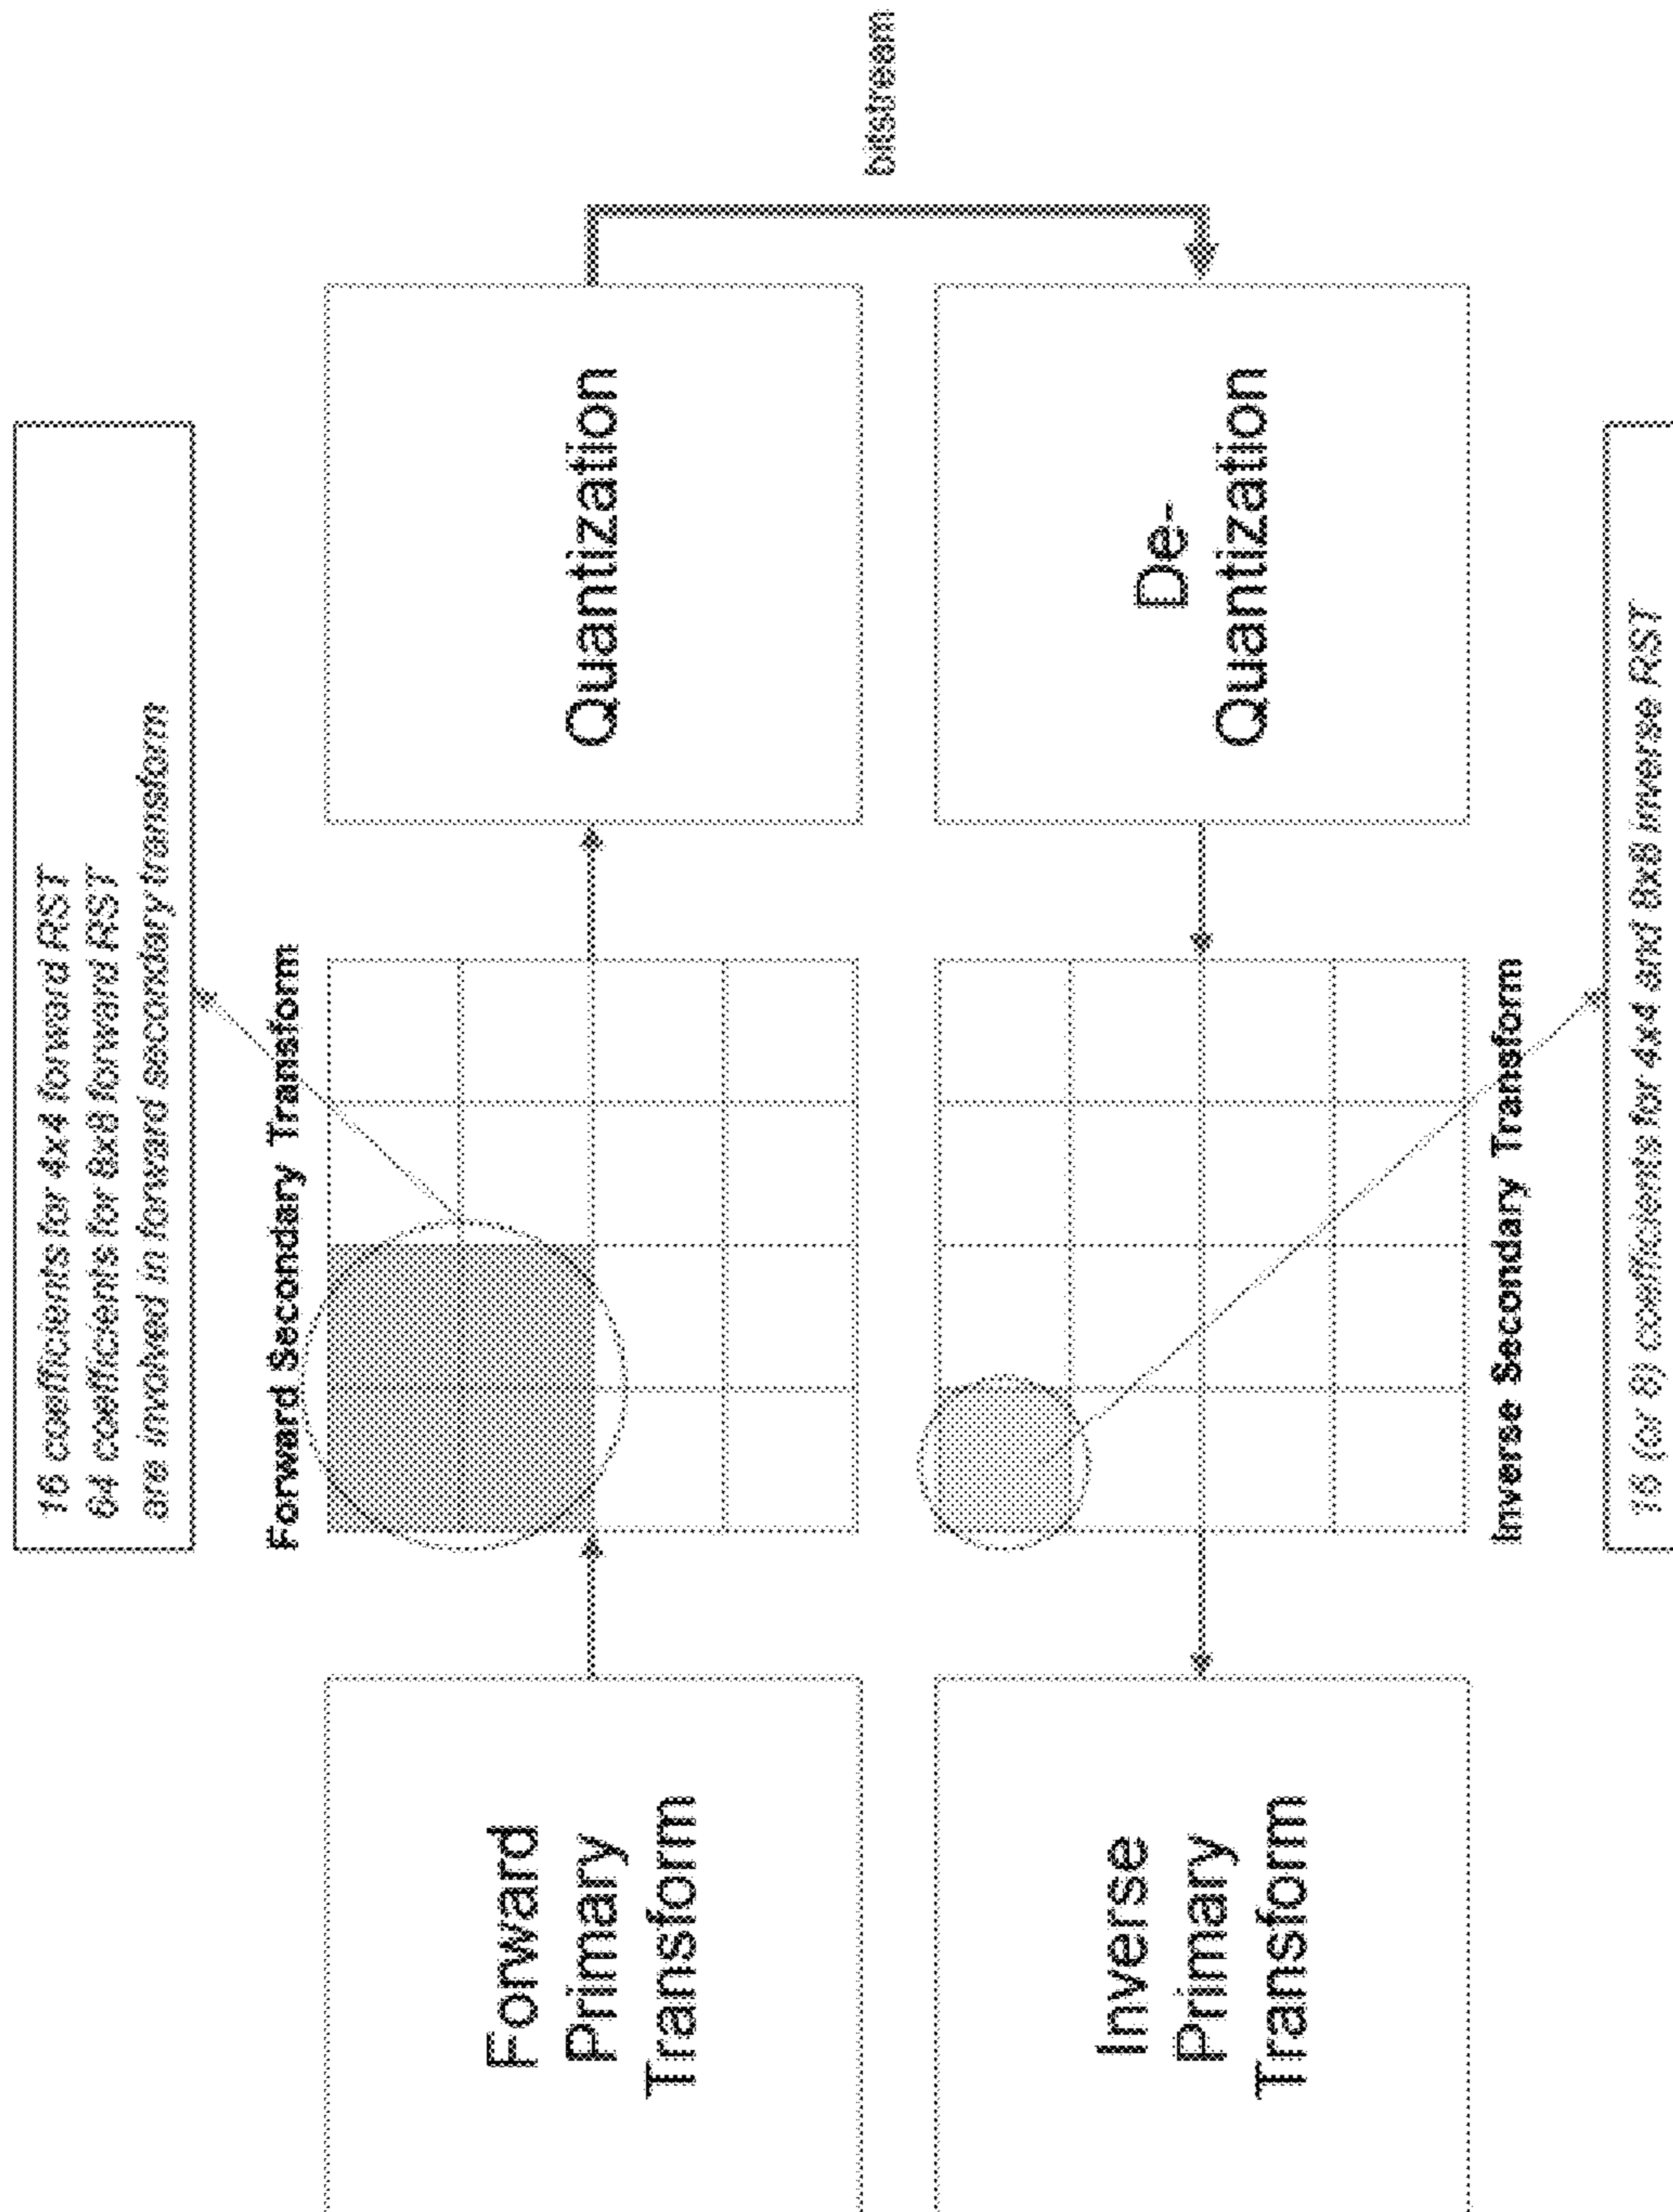 16 coefficients for 4x4 forward RST
64 coefficients for 8x8 forward RST
are invoked in forward secondary transform
Forward Secondary Transform
Forward
Primary
Transform
Quantization
bitstream
Inverse
Primary
Transform
De-
Quantization
Inverse Secondary Transform
16 (or 8) coefficients for 4x4 and 8x8 inverse RST